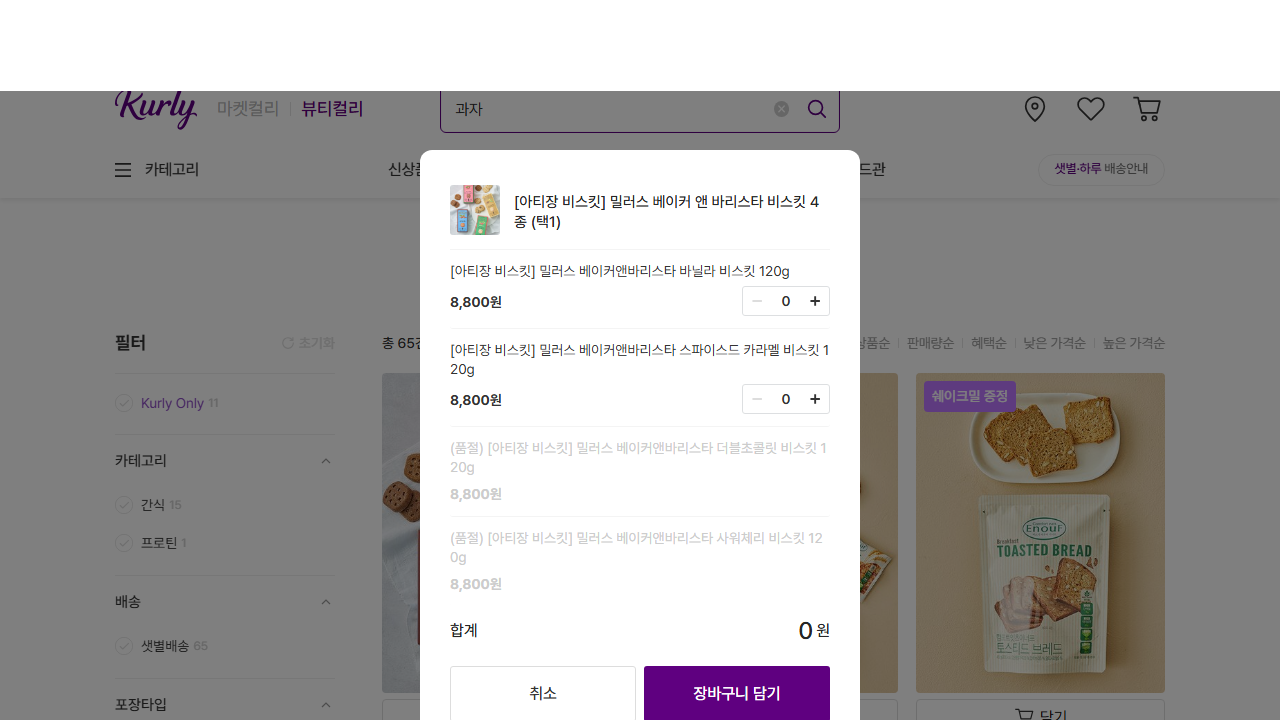 Kurly
마켓컬리
뷰티컬리
과자
카테고리
신상품
드관
샛별·하루 배송안내
[아티장 비스킷] 밀러스 베이커 앤 바리스타 비스킷 4
종 (택1)
[아티장 비스킷] 밀러스 베이커앤바리스타 바닐라 비스킷 120g
8,800원
0
[아티장 비스킷] 밀러스 베이커앤바리스타 스파이스드 카라멜 비스킷 1
20g
8,800원
0
(품절) [아티장 비스킷] 밀러스 베이커앤바리스타 더블초콜릿 비스킷 1
20g
8,800원
(품절) [아티장 비스킷] 밀러스 베이커앤바리스타 사워체리 비스킷 12
0g
8,800원
합계
0 원
취소
장바구니 담기
필터
초기화
총 65건
상품순
판매량순
혜택순
낮은 가격순
높은 가격순
Kurly Only 11
카테고리
간식 15
프로틴 1
배송
샛별배송 65
포장타입
쉐이크밀 증정
Enoui
Breakfast
TOASTED BREAD
토스티드 브레드
담기